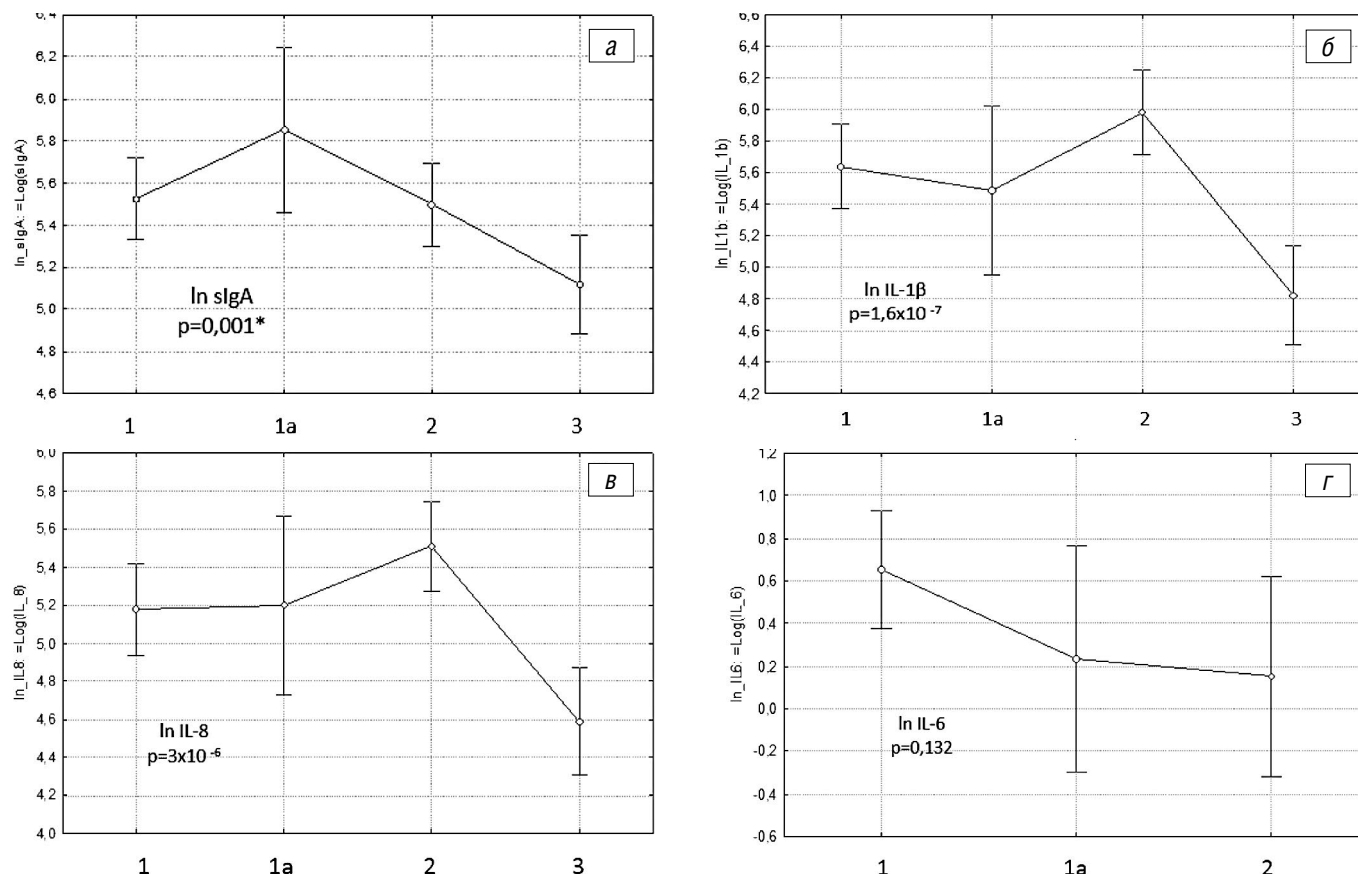 6,4
6,2
6,0
5,8
5,6
5,4
5,2
5,0
4,8
4,6
ln_sIgA: =Log(sIgA)
а
ln sIgA
p=0,001*
1 1a 2 3
6,6
6,4
6,2
6,0
5,8
5,6
5,4
5,2
5,0
4,8
4,6
4,4
4,2
ln_IL1b: =Log(IL_1b)
б
ln IL-1β
p=1,6x10 -7
1 1a 2 3
6,0
5,8
5,6
5,4
5,2
5,0
4,8
4,6
4,4
4,2
4,0
ln_IL8: =Log(IL_8)
в
ln IL-8
p=3x10 -6
1 1a 2 3
1,2
1,0
0,8
0,6
0,4
0,2
0,0
-0,2
-0,4
-0,6
ln_IL6: =Log(IL_6)
г
ln IL-6
p=0,132
1 1a 2